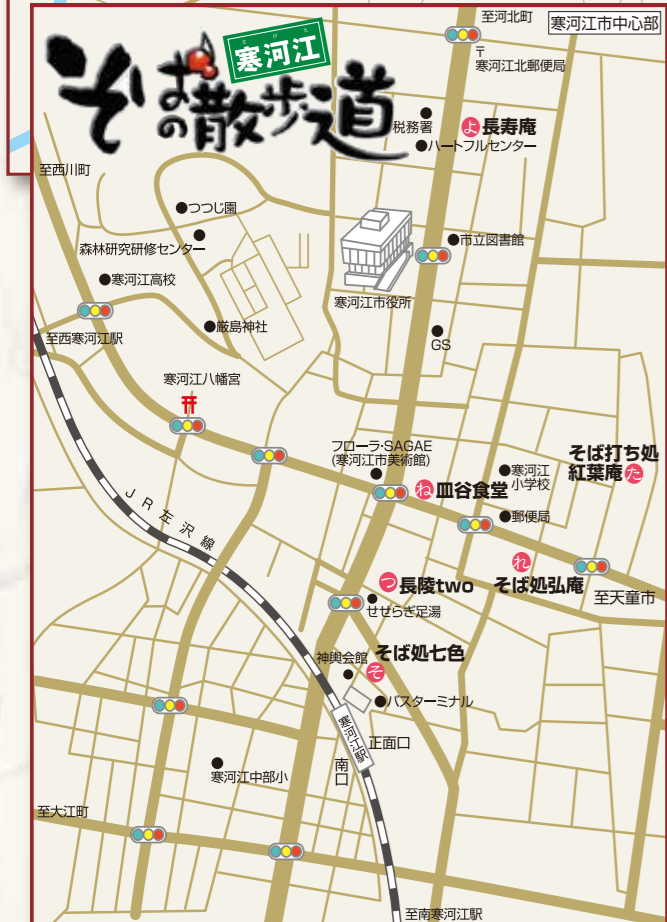 至河北町
寒河江市中心部
さがえ
寒河江
そばの散歩道
〒
寒河江北郵便局
税務署
よ 長寿庵
ハートフルセンター
至西川町
つつじ園
森林研究研修センター
市立図書館
寒河江高校
寒河江市役所
厳島神社
至西寒河江駅
GS
寒河江八幡宮
フローラ・SAGAE
(寒河江市美術館)
そば打ち処
紅葉庵 た
寒河江
小学校
ね 皿谷食堂
郵便局
JR左沢線
れ
そば処弘庵
つ 長陵two
至天童市
せせらぎ足湯
神輿会館
そば処七色
そ
バスターミナル
寒河江駅
正面口
南口
寒河江中部小
至大江町
至南寒河江駅